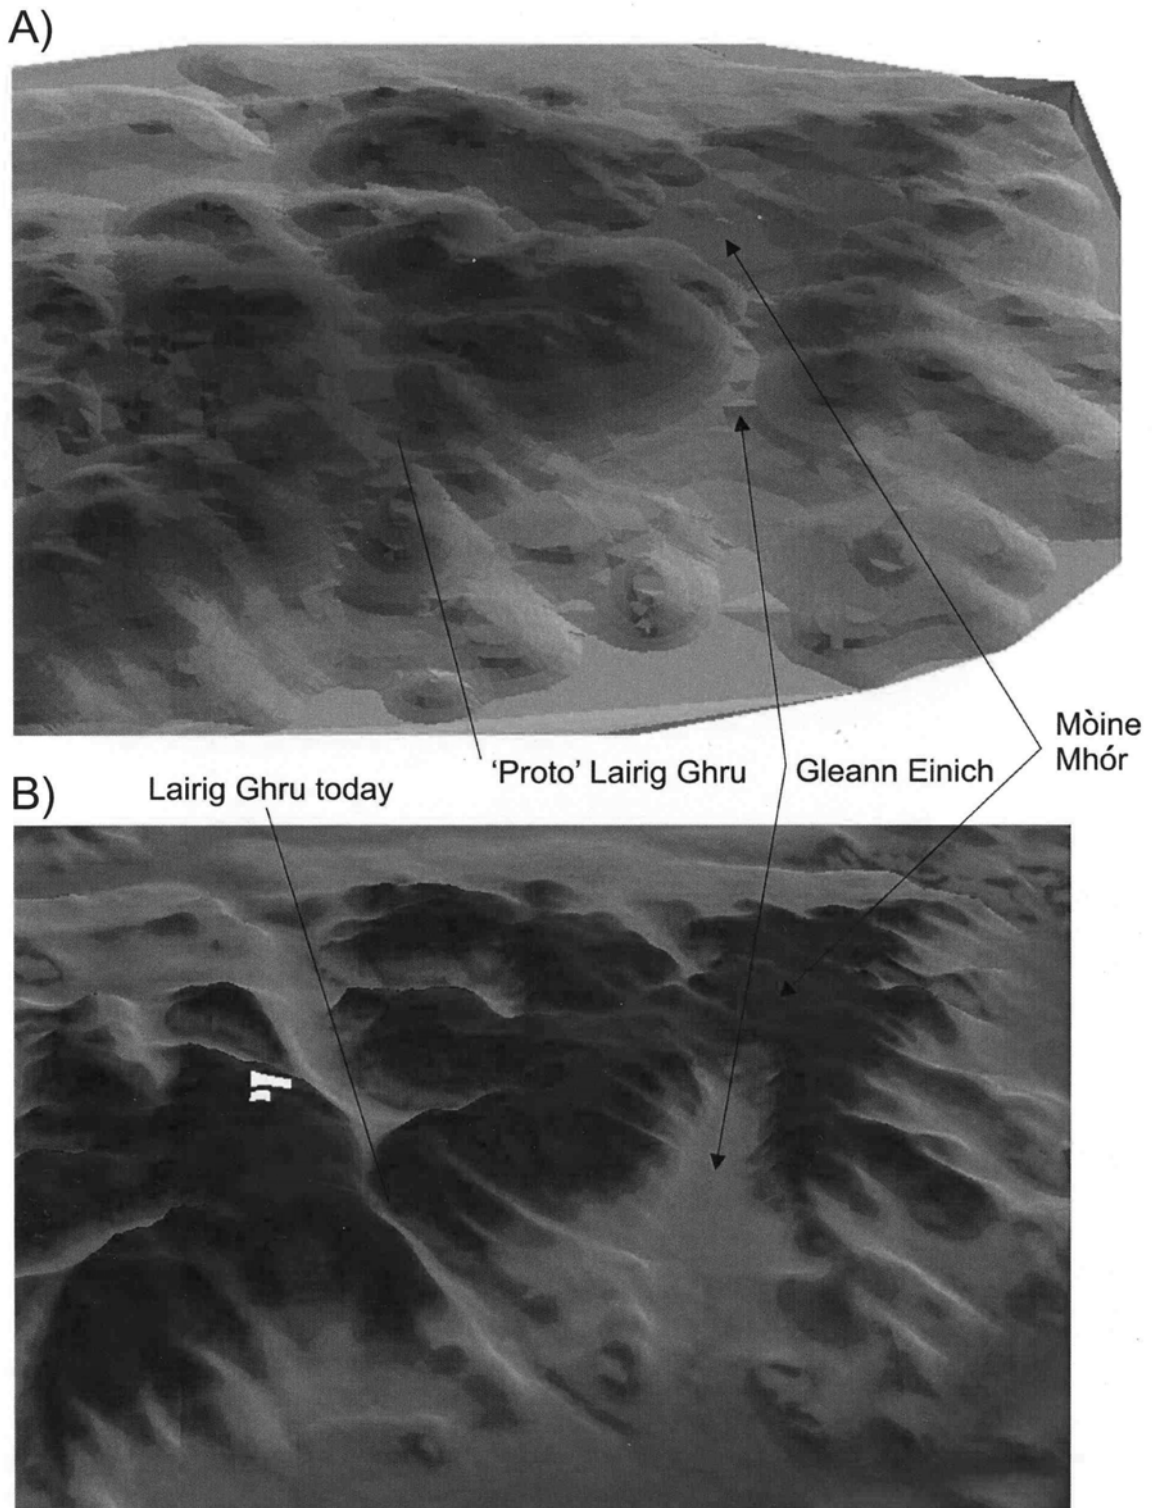 A)
'Proto' Lairig Ghru
Gleann Einich
Mòine
Mhór
B)
Lairig Ghru today